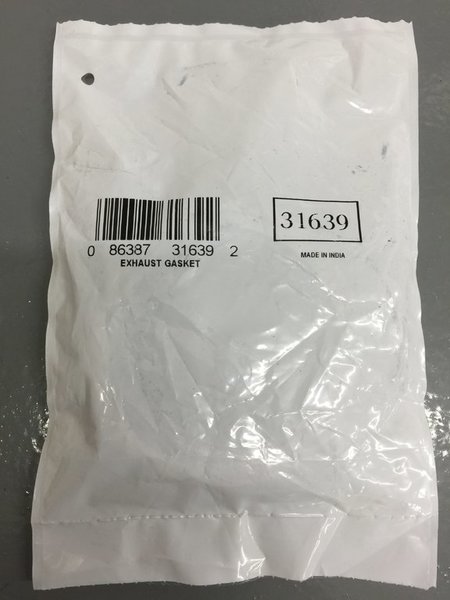 0 86387 31639 2
EXHAUST GASKET
31639
MADE IN INDIA